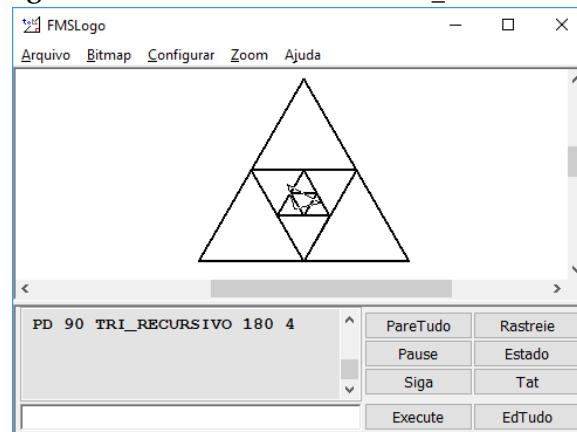 FMSLogo
Arquivo Bitmap Configurar Zoom Ajuda
PD 90 TRI_RECURSIVO 180 4
PareTudo Rastreie
Pause Estado
Siga Tat
Execute EdTudo